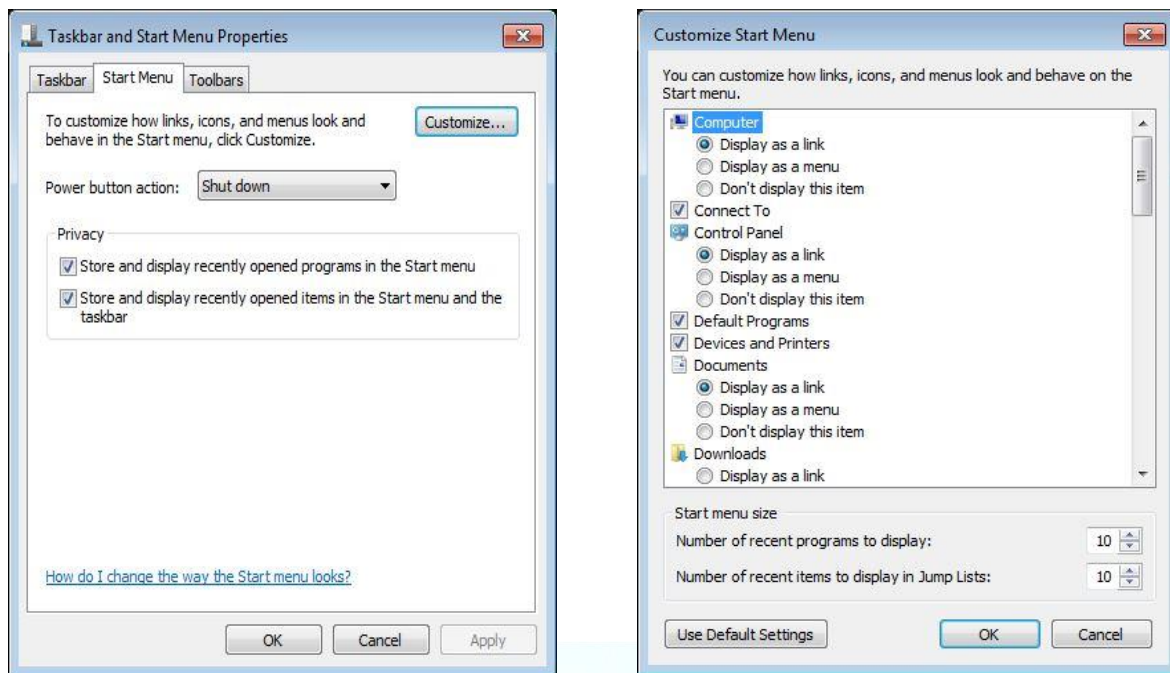 Taskbar and Start Menu Properties
Taskbar
Start Menu
Toolbars
To customize how links, icons, and menus look and
behave in the Start menu, click Customize.
Customize...
Power button action:
Shut down
Privacy
Store and display recently opened programs in the Start menu
Store and display recently opened items in the Start menu and the
taskbar
How do I change the way the Start menu looks?
OK
Cancel
Apply
Customize Start Menu
You can customize how links, icons, and menus look and behave on the
Start menu.
Computer
Display as a link
Display as a menu
Don't display this item
Connect To
Control Panel
Display as a link
Display as a menu
Don't display this item
Default Programs
Devices and Printers
Documents
Display as a link
Display as a menu
Don't display this item
Downloads
Display as a link
Start menu size
Number of recent programs to display:
10
Number of recent items to display in Jump Lists:
10
Use Default Settings
OK
Cancel